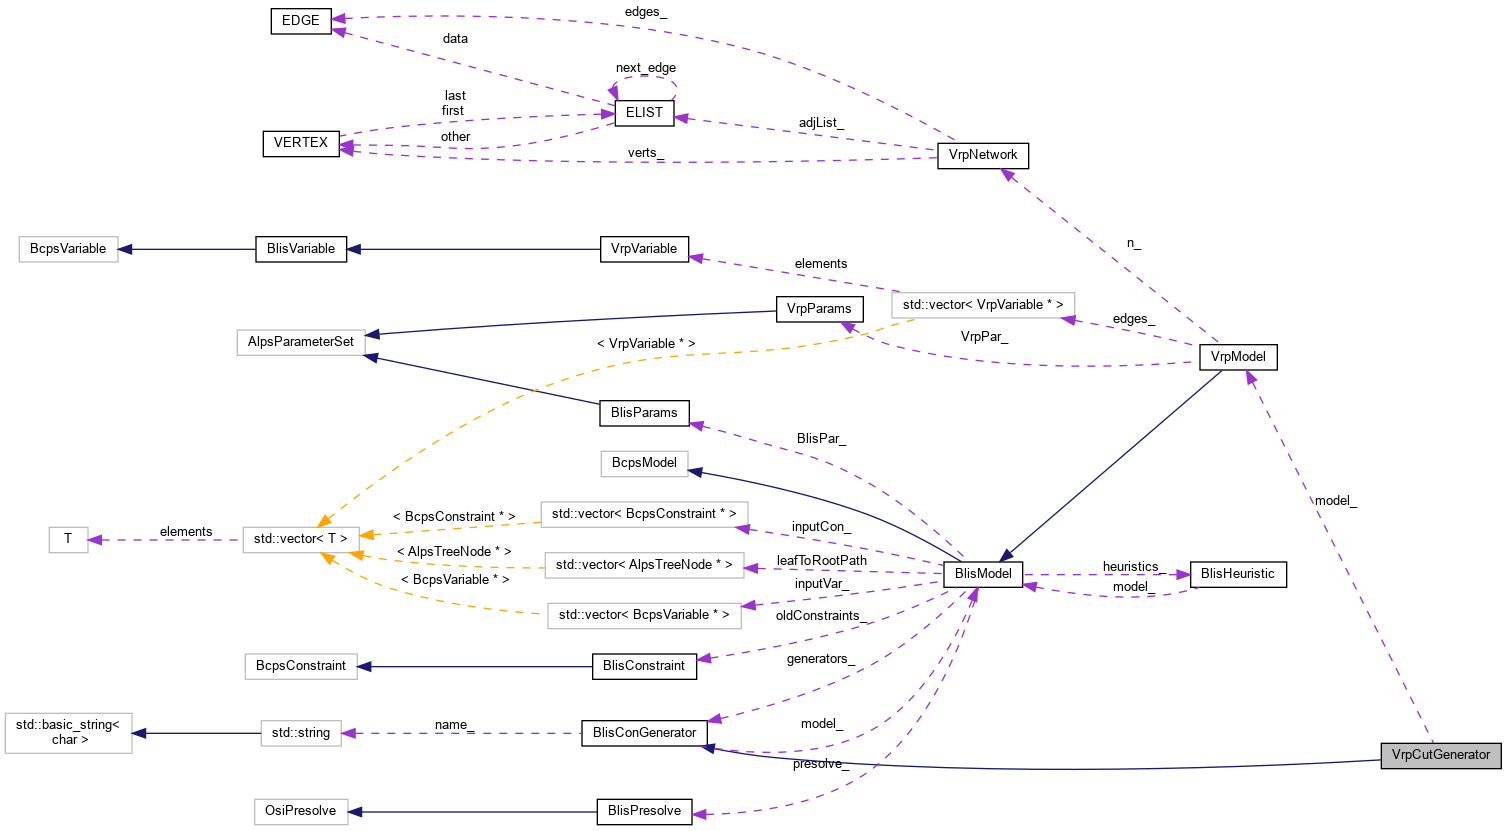 edges_
EDGE
data
next_edge
last
first
ELIST
adjList_
other
VERTEX
verts_
VrpNetwork
n_
BcpsVariable
BlisVariable
VrpVariable
elements
std::vector< VrpVariable * >
VrpParams
edges_
AlpsParameterSet
< VrpVariable * >
VrpPar_
VrpModel
BlisParams
BlisPar_
BcpsModel
model_
std::vector< BcpsConstraint * >
< BcpsConstraint * >
inputCon_
T
elements
std::vector< T >
< AlpsTreeNode * >
std::vector< AlpsTreeNode * >
leafToRootPath
BlisModel
heuristics_
BlisHeuristic
< BcpsVariable * >
inputVar_
model_
std::vector< BcpsVariable * >
oldConstraints_
BcpsConstraint
BlisConstraint
generators_
std::basic_string<
char >
std::string
name_
BlisConGenerator
model_
VrpCutGenerator
presolve_
OsiPresolve
BlisPresolve